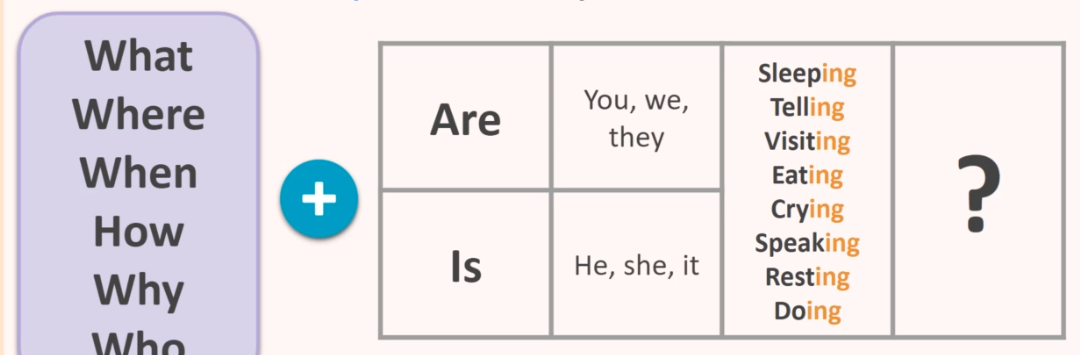 What
Where
When
How
Why
Who
+
Are
You, we,
they
Is
He, she, it
Sleeping
Telling
Visiting
Eating
Crying
Speaking
Resting
Doing
?